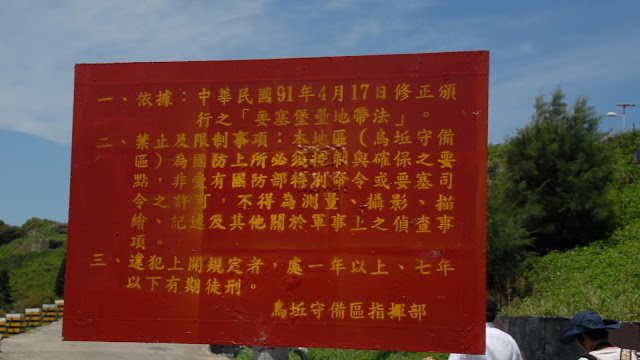 一、依據：中華民國91年4月17日修正頒
行之「要塞堡壘地帶法」。
二、禁止及限制事項：本地區（烏坵守備
區）為國防上所必須控制與確保之要
點，非受有國防部特別命令或要塞司
令之許可，不得為測量、攝影、描
繪、記述及其他關於軍事上之偵查事
項。
三、違犯上開規定者，處一年以上、七年
以下有期徒刑。
烏坵守備區指揮部